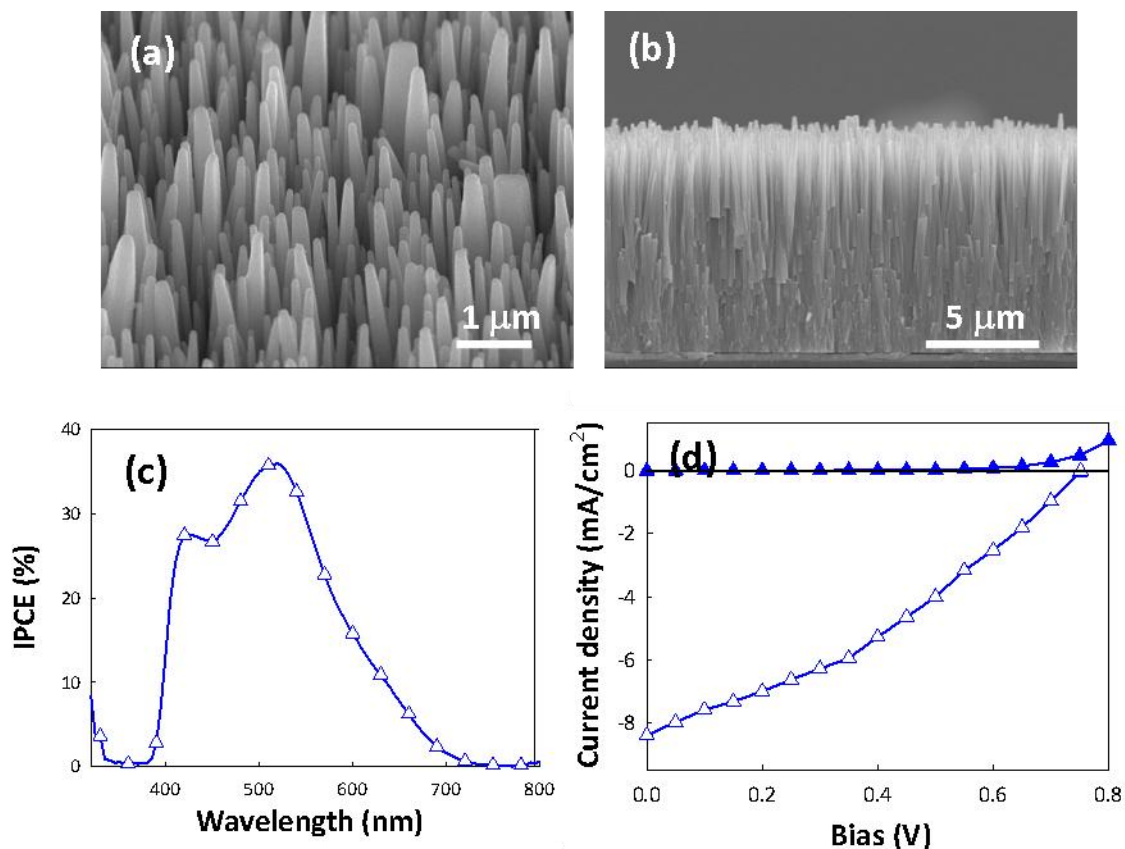 (a)
1 μm
(b)
5 μm
(c)
IPCE (%)
40
30
20
10
0
400
500
600
700
800
Wavelength (nm)
(d)
Current density (mA/cm²)
0
-2
-4
-6
-8
0.0
0.2
0.4
0.6
0.8
Bias (V)